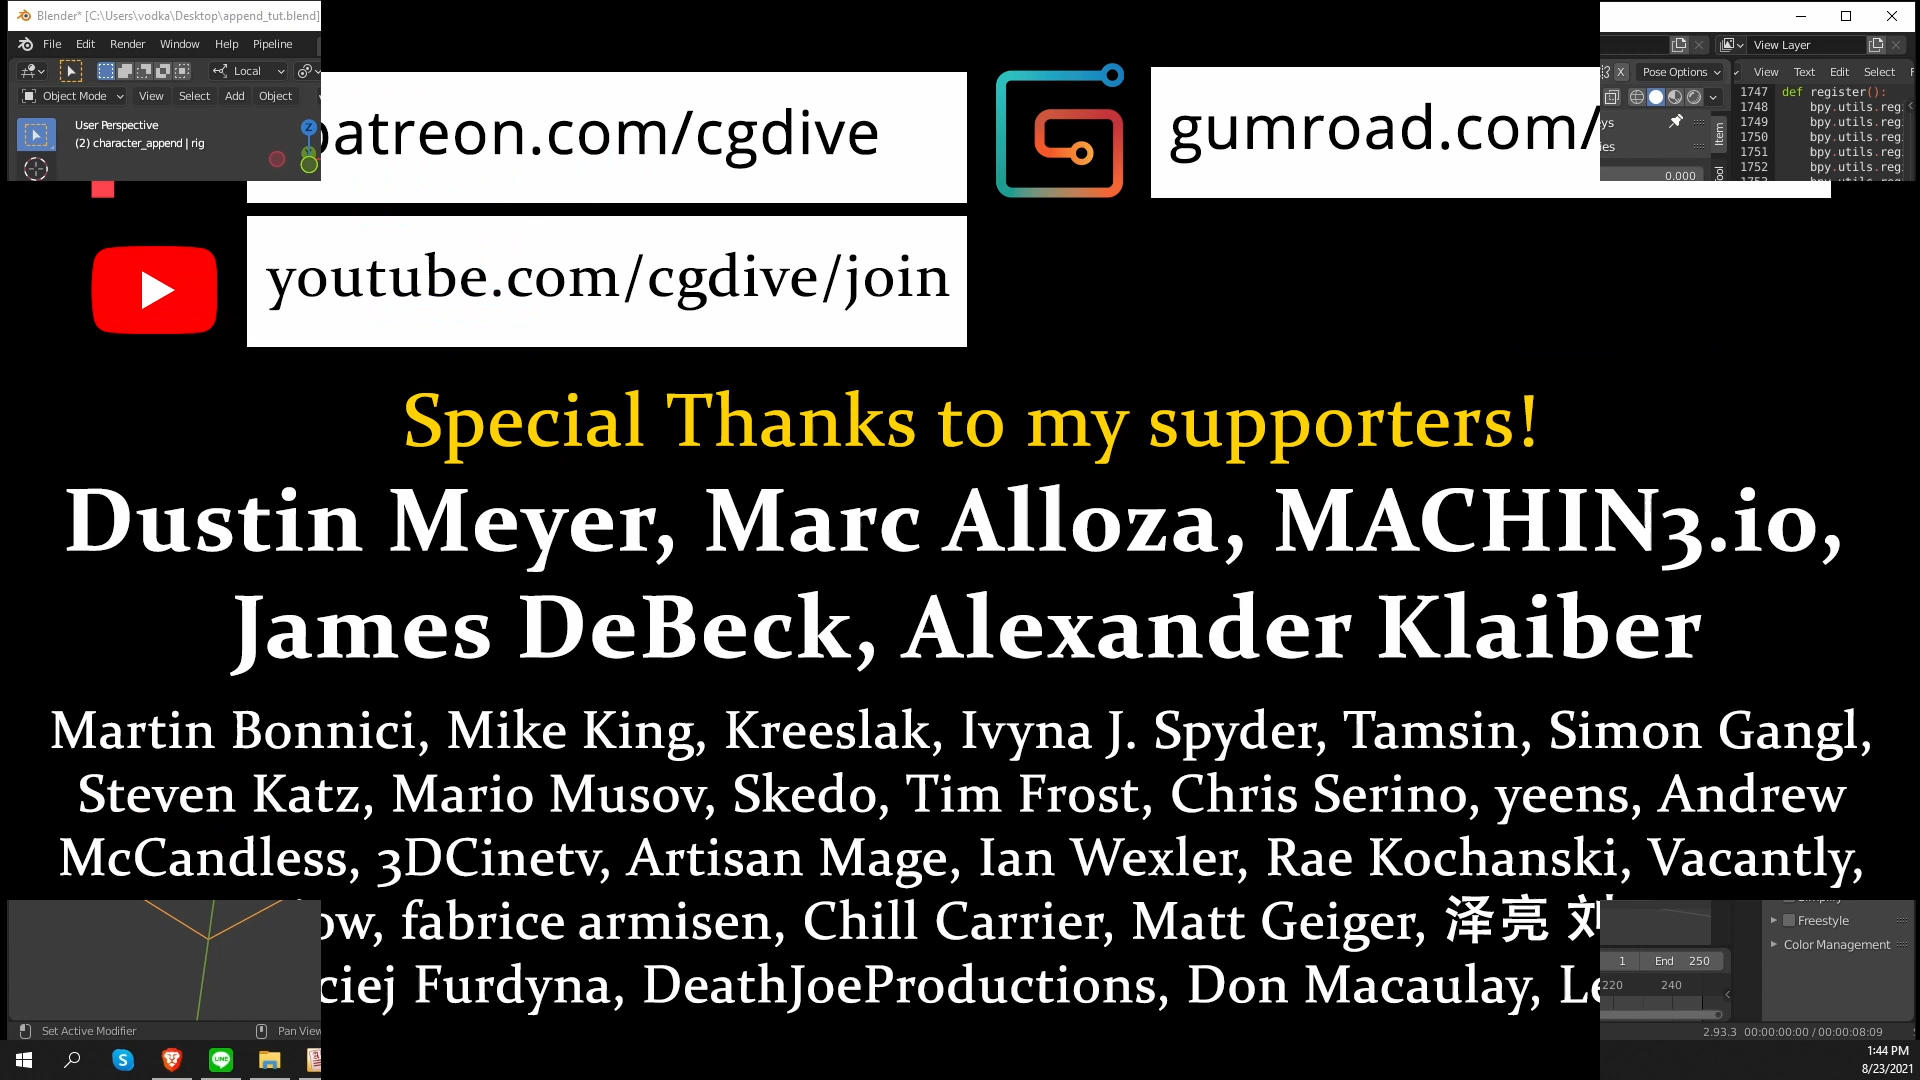 Blender* [C:\Users\vodka\Desktop\append_tut.blend]
File Edit Render Window Help Pipeline
View Layer
Local
Pose Options
View Text Edit Select
Object Mode View Select Add Object
User Perspective
(2) character_append | rig
X
Z
1747 def register():
1748 bpy.utils.reg
1749 bpy.utils.reg
1750 bpy.utils.reg
1751 bpy.utils.reg
1752 bpy.utils.reg
Item
0.000
patreon.com/cgdive
gumroad.com/
youtube.com/cgdive/join
Special Thanks to my supporters!
Dustin Meyer, Marc Alloza, MACHIN3.io,
James DeBeck, Alexander Klaiber
Martin Bonnici, Mike King, Kreeslak, Ivyna J. Spyder, Tamsin, Simon Gangl,
Steven Katz, Mario Musov, Skedo, Tim Frost, Chris Serino, yeens, Andrew
McCandless, 3DCinetv, Artisan Mage, Ian Wexler, Rae Kochanski, Vacantly,
ow, fabrice armisen, Chill Carrier, Matt Geiger, 泽亮
ciej Furdyna, DeathJoeProductions, Don Macaulay,
Freestyle
Color Management
1 End 250
220 240
Set Active Modifier Pan View
2.93.3 00:00:00:00 / 00:00:08:09
LINE
1:44 PM
8/23/2021